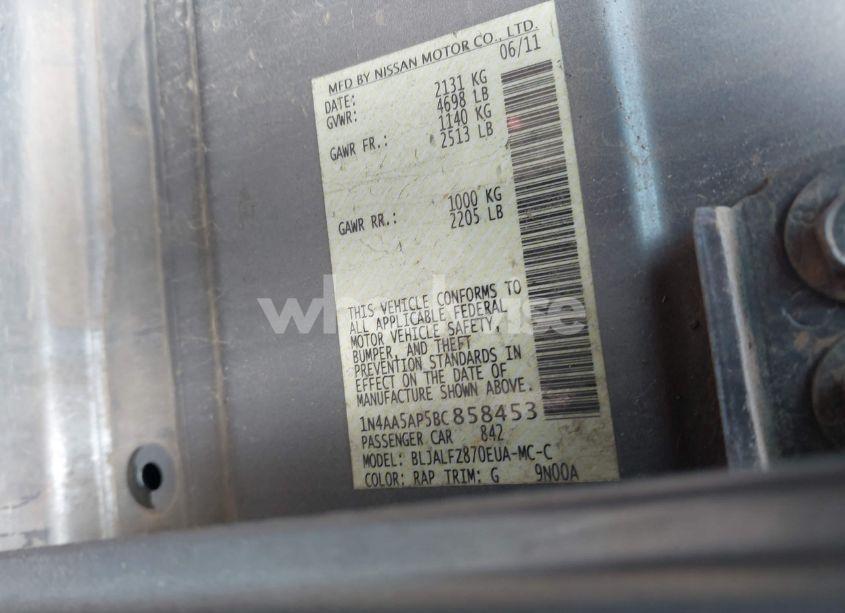 MFD BY NISSAN MOTOR CO., LTD.
DATE: 06/11
GVWR: 2131 KG
4698 LB
GAWR FR.: 1140 KG
2513 LB
GAWR RR.: 1000 KG
2205 LB
THIS VEHICLE CONFORMS TO
ALL APPLICABLE FEDERAL
MOTOR VEHICLE SAFETY,
BUMPER, AND THEFT
PREVENTION STANDARDS IN
EFFECT ON THE DATE OF
MANUFACTURE SHOWN ABOVE.
1N4AA5AP5BC858453
PASSENGER CAR 842
MODEL: BLJALFZ870EUA-MC-C
COLOR: RAP TRIM: G 9N00A